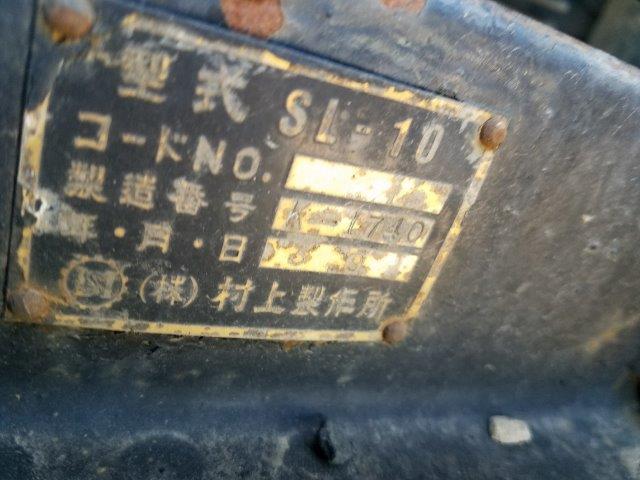 型式 SL-10
コードNO.
製造番号 K-1740
年・月・日
(株)村上製作所